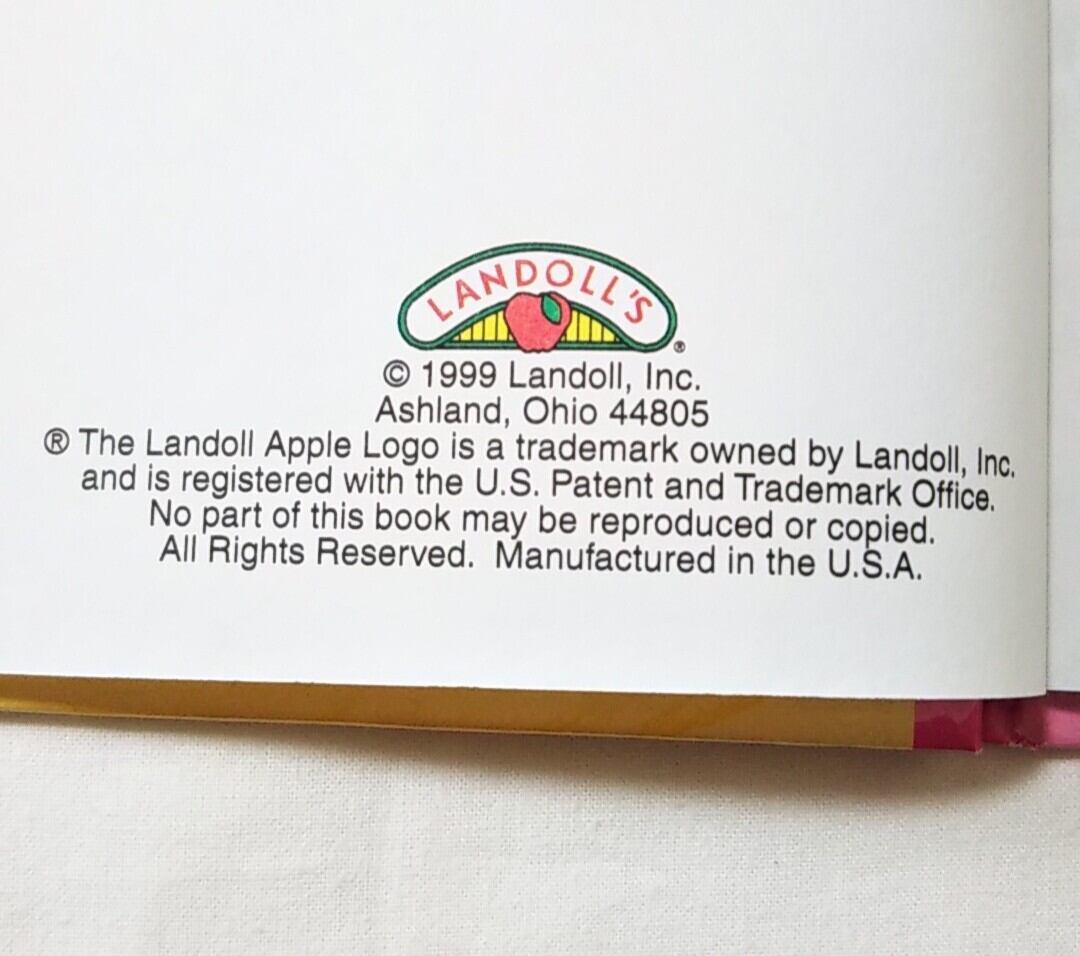 LANDOLL'S
®
© 1999 Landoll, Inc.
Ashland, Ohio 44805
® The Landoll Apple Logo is a trademark owned by Landoll, Inc.
and is registered with the U.S. Patent and Trademark Office.
No part of this book may be reproduced or copied.
All Rights Reserved. Manufactured in the U.S.A.